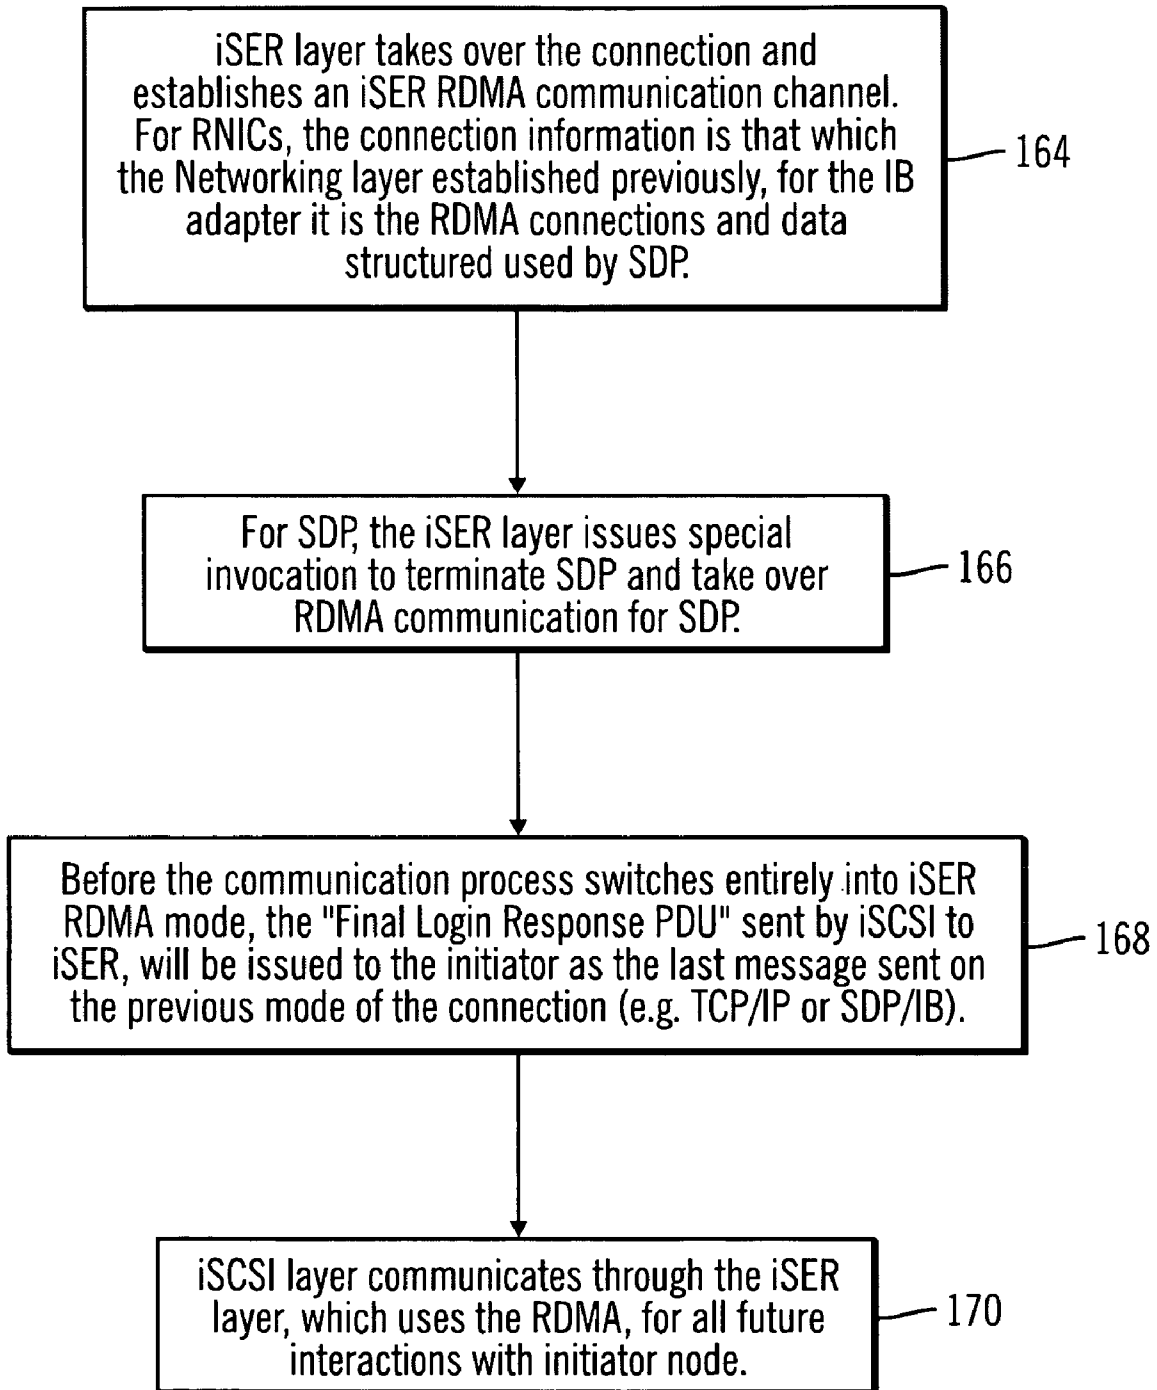 iSER layer takes over the connection and
establishes an iSER RDMA communication channel.
For RNICs, the connection information is that which
the Networking layer established previously, for the IB
adapter it is the RDMA connections and data
structured used by SDP.
164
For SDP, the iSER layer issues special
invocation to terminate SDP and take over
RDMA communication for SDP.
166
Before the communication process switches entirely into iSER
RDMA mode, the "Final Login Response PDU" sent by iSCSI to
iSER, will be issued to the initiator as the last message sent on
the previous mode of the connection (e.g. TCP/IP or SDP/IB).
168
iSCSI layer communicates through the iSER
layer, which uses the RDMA, for all future
interactions with initiator node.
170